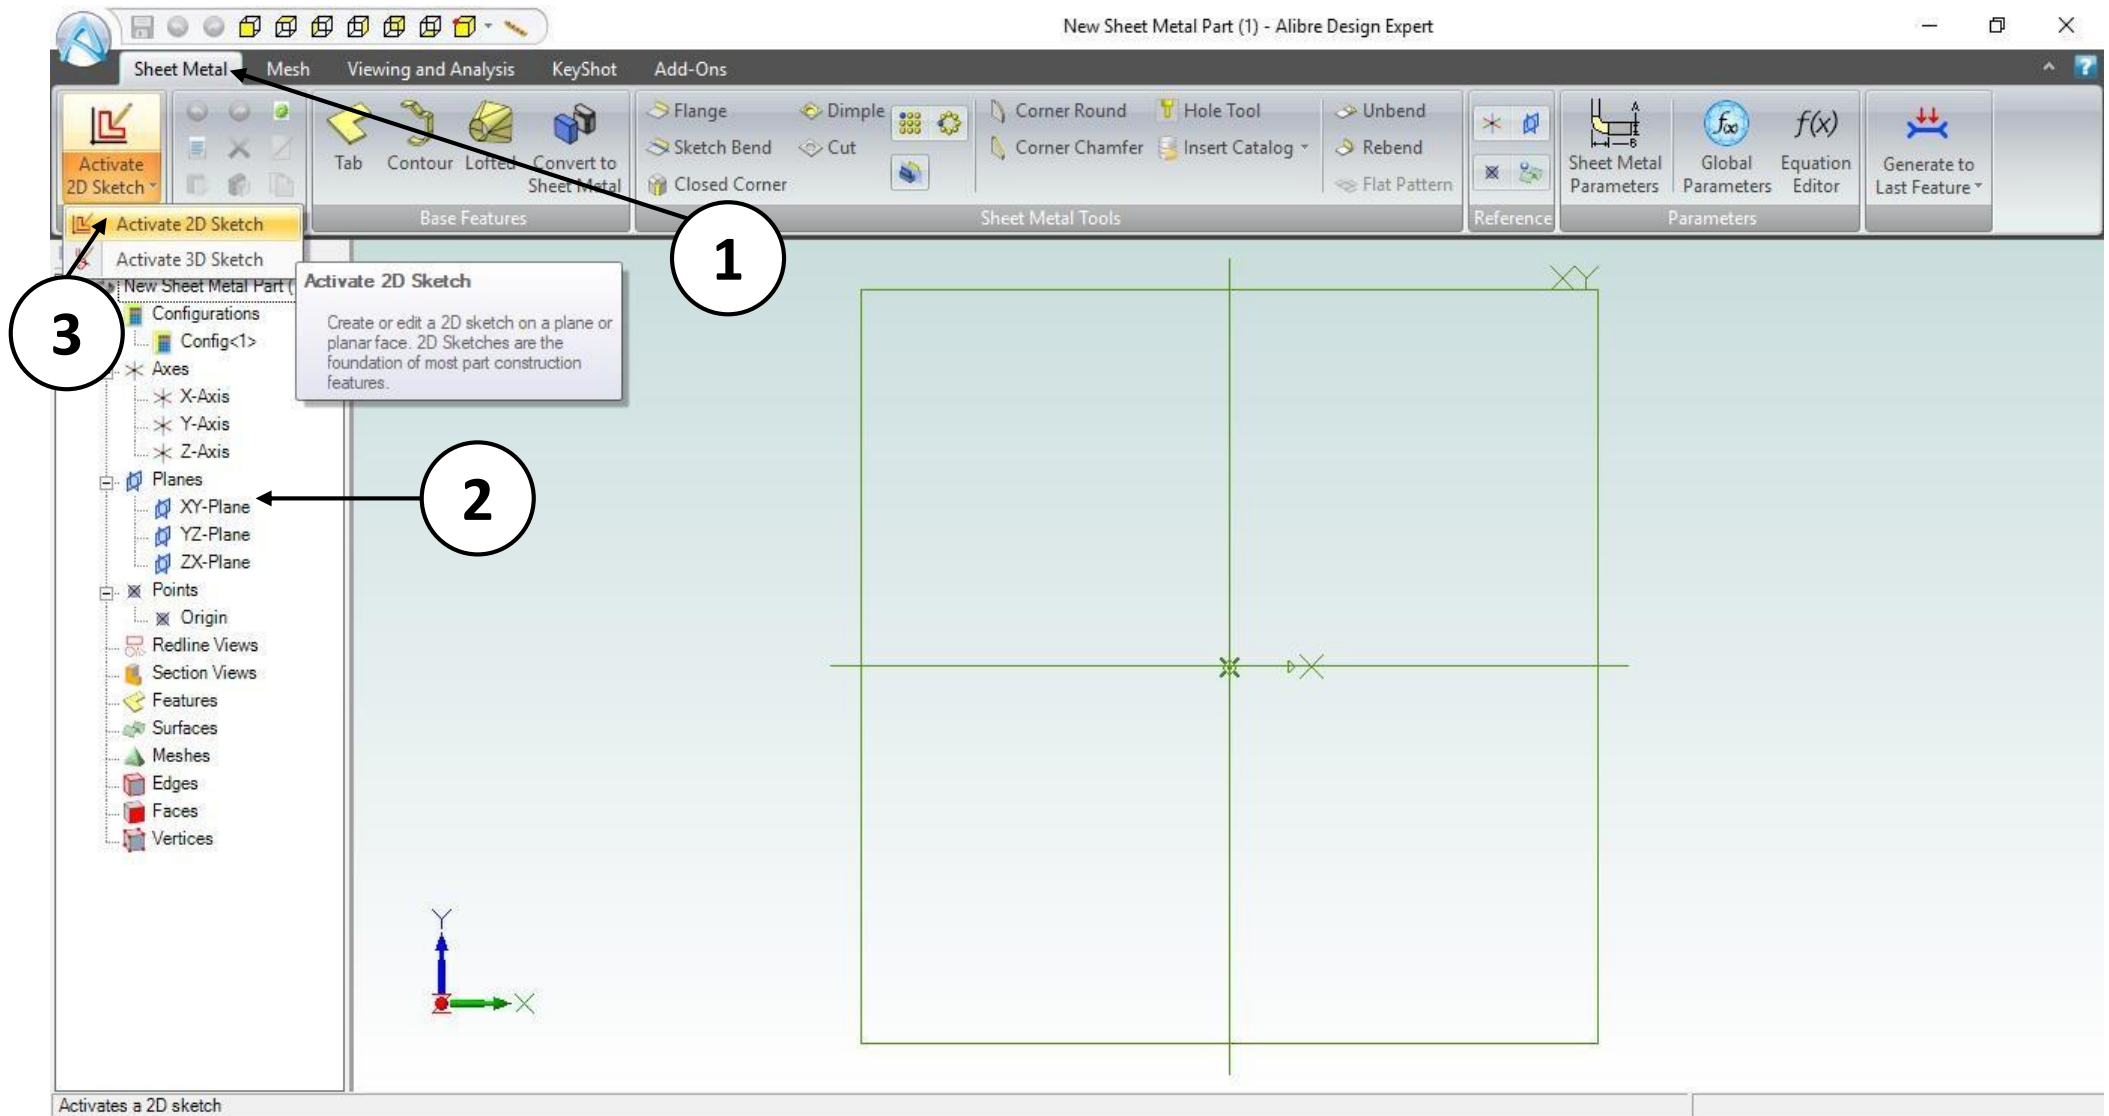 New Sheet Metal Part (1) - Alibre Design Expert
Sheet Metal Mesh Viewing and Analysis KeyShot Add-Ons
Activate
2D Sketch
Tab
Contour
Lofted
Convert to
Sheet Metal
Base Features
Flange
Sketch Bend
Closed Corner
Dimple
Cut
Corner Round
Corner Chamfer
Hole Tool
Insert Catalog
Unbend
Rebend
Flat Pattern
Sheet Metal Tools
Reference
A
B
Sheet Metal
Parameters
f∞
Global
Parameters
f(x)
Equation
Editor
Parameters
Generate to
Last Feature
?
Activate 2D Sketch
Activate 3D Sketch
Activate 2D Sketch
Create or edit a 2D sketch on a plane or
planar face. 2D Sketches are the
foundation of most part construction
features.
1
2
3
New Sheet Metal Part (
Configurations
Config<1>
Axes
X-Axis
Y-Axis
Z-Axis
Planes
XY-Plane
YZ-Plane
ZX-Plane
Points
Origin
Redline Views
Section Views
Features
Surfaces
Meshes
Edges
Faces
Vertices
XY
X
Y
X
Z
Activates a 2D sketch